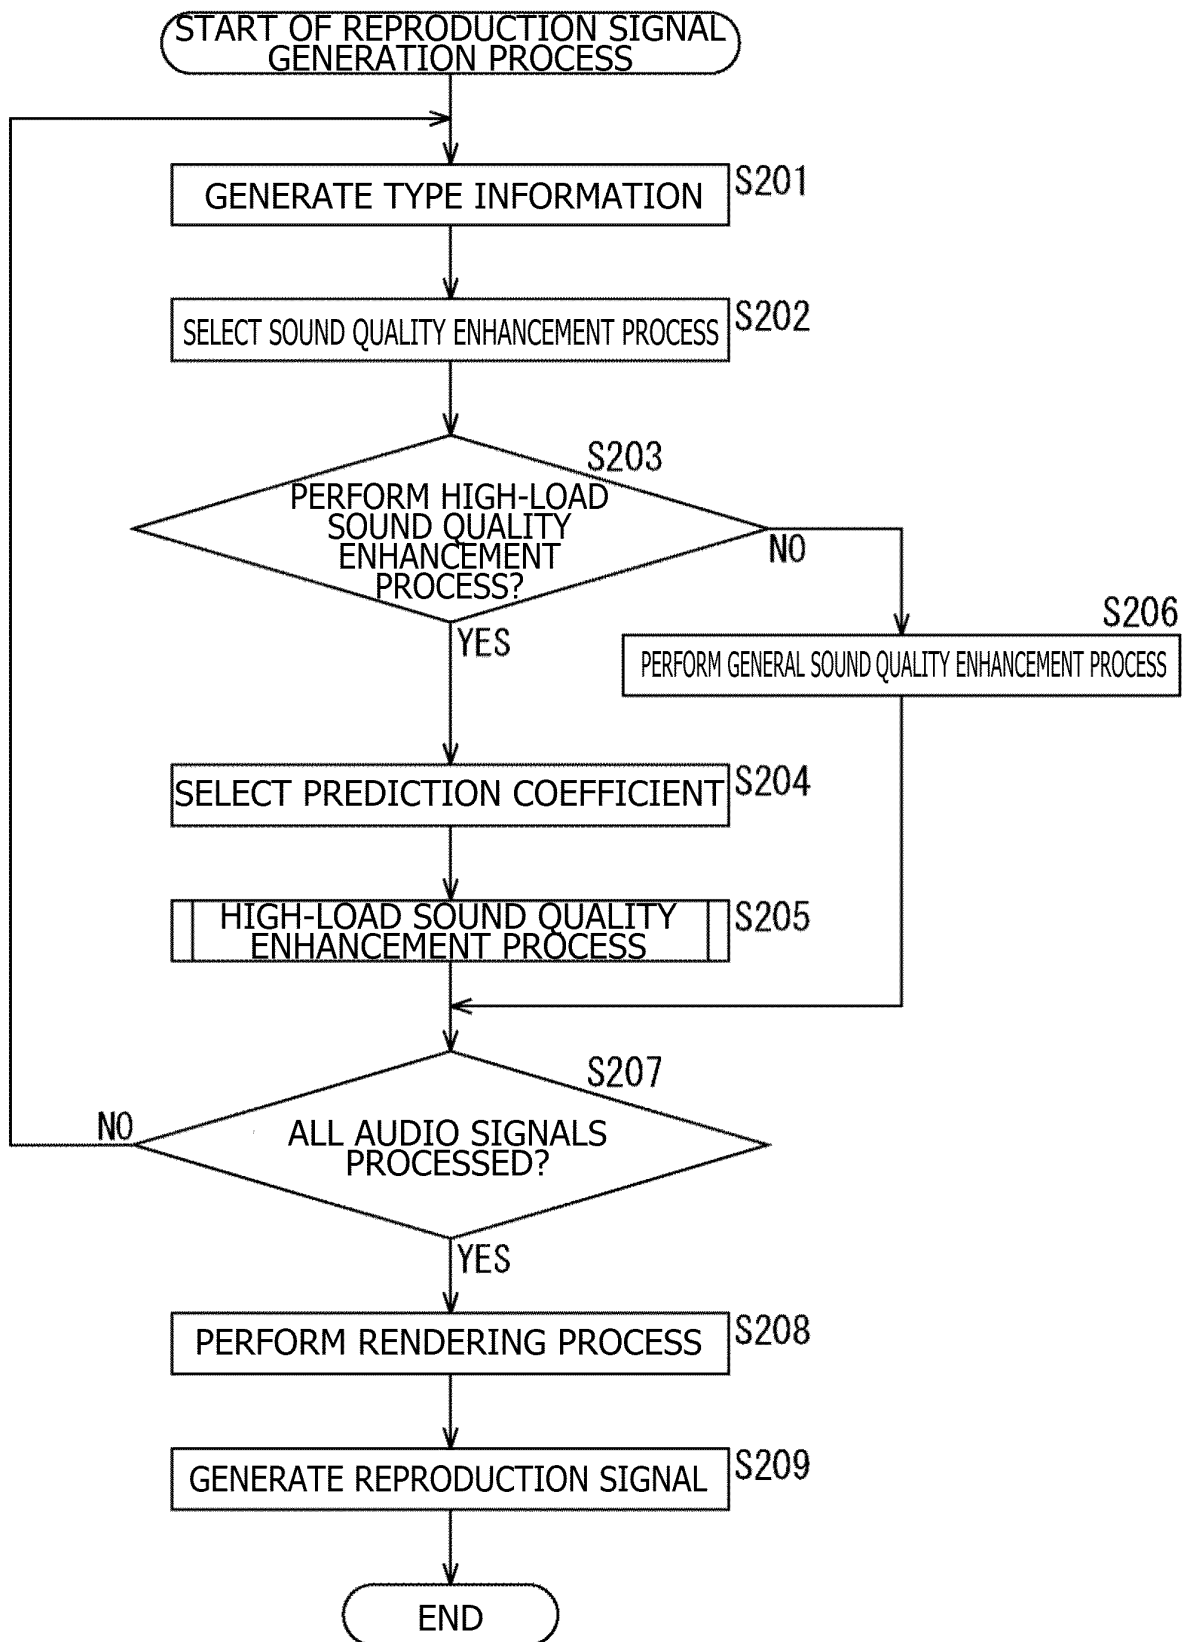 START OF REPRODUCTION SIGNAL
GENERATION PROCESS
GENERATE TYPE INFORMATION
S201
SELECT SOUND QUALITY ENHANCEMENT PROCESS
S202
S203
PERFORM HIGH-LOAD
SOUND QUALITY
ENHANCEMENT
PROCESS?
NO
YES
S206
PERFORM GENERAL SOUND QUALITY ENHANCEMENT PROCESS
SELECT PREDICTION COEFFICIENT
S204
HIGH-LOAD SOUND QUALITY
ENHANCEMENT PROCESS
S205
S207
NO
ALL AUDIO SIGNALS
PROCESSED?
YES
PERFORM RENDERING PROCESS
S208
GENERATE REPRODUCTION SIGNAL
S209
END